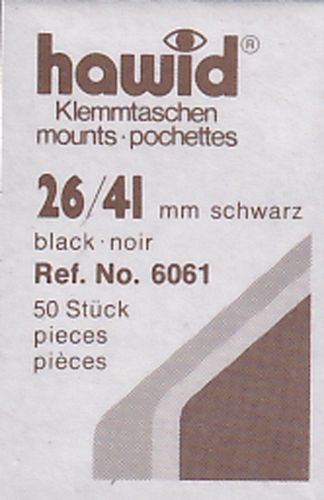 hawid®
Klemmtaschen
mounts·pochettes
26/41 mm schwarz
black·noir
Ref. No. 6061
50 Stück
pieces
pièces